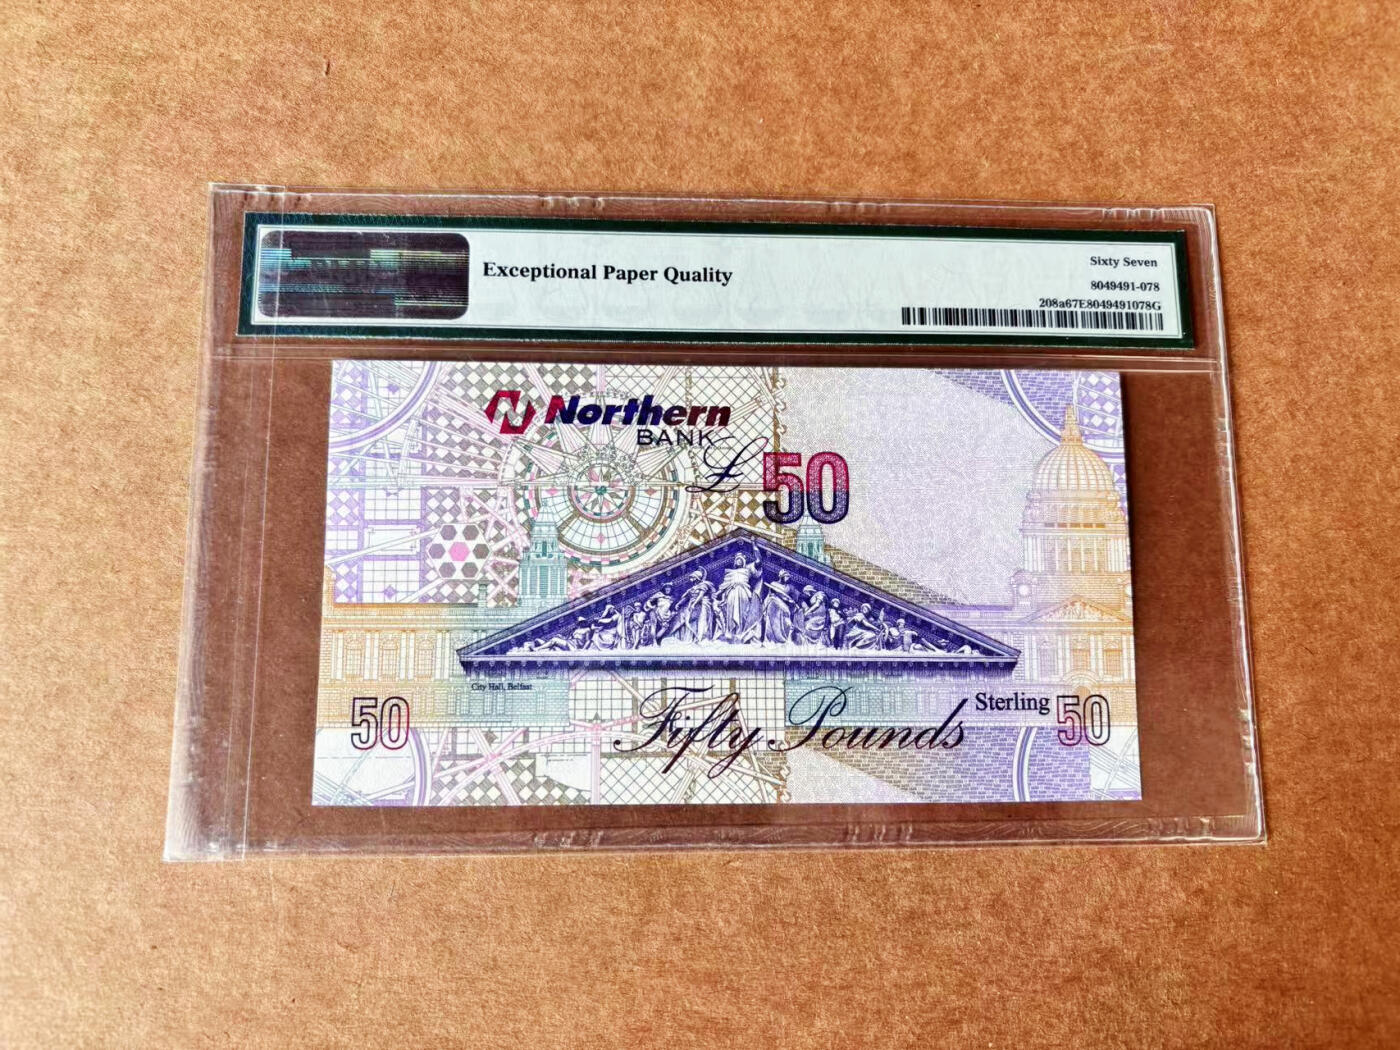 Exceptional Paper Quality
Sixty Seven
8049491-078
208a67E8049491078G
N Northern
BANK
£50
City Hall, Belfast
Fifty Pounds Sterling
50
50